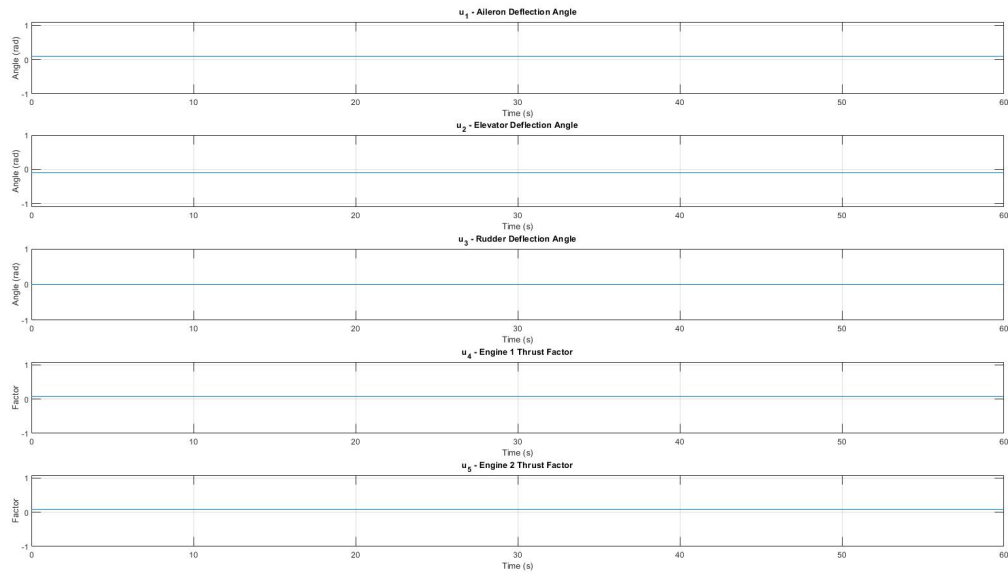 u1 - Aileron Deflection Angle
1
0
-1
Angle (rad)
0 10 20 30 40 50 60
Time (s)
u2 - Elevator Deflection Angle
1
0
-1
Angle (rad)
0 10 20 30 40 50 60
Time (s)
u3 - Rudder Deflection Angle
1
0
-1
Angle (rad)
0 10 20 30 40 50 60
Time (s)
u4 - Engine 1 Thrust Factor
1
0
-1
Factor
0 10 20 30 40 50 60
Time (s)
u5 - Engine 2 Thrust Factor
1
0
-1
Factor
0 10 20 30 40 50 60
Time (s)